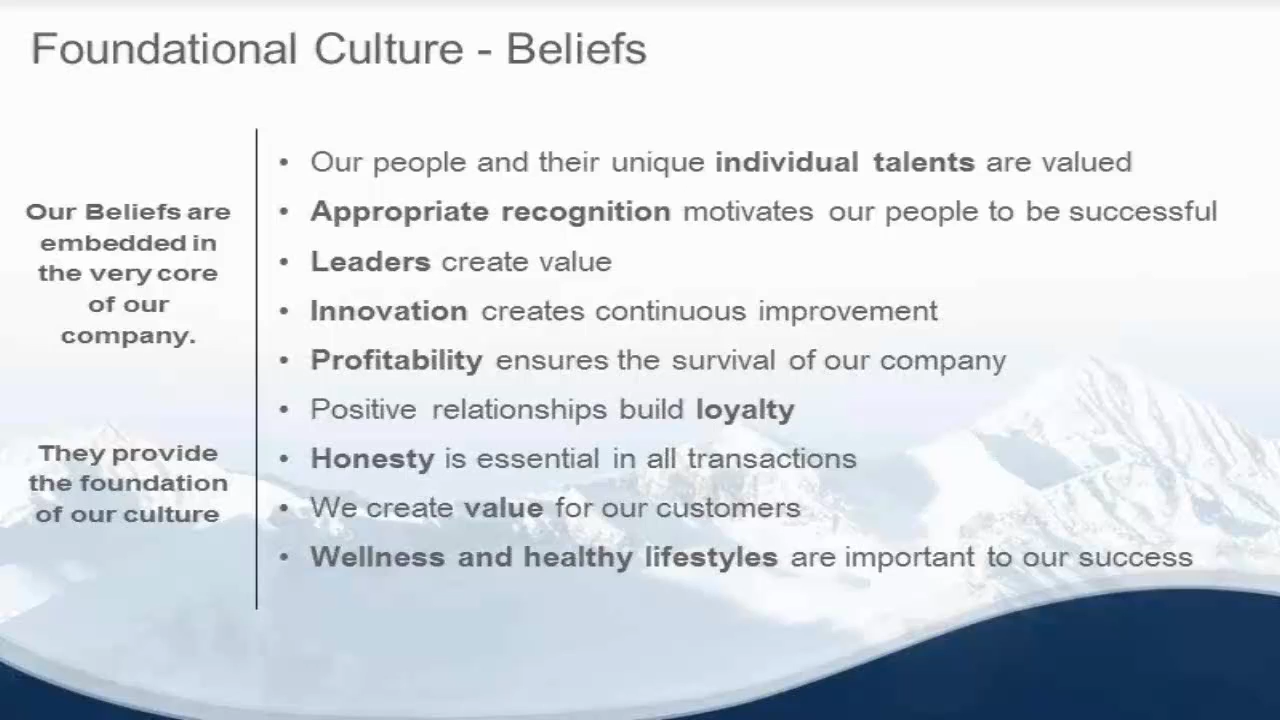 Foundational Culture - Beliefs
Our Beliefs are
embedded in
the very core
of our
company.
They provide
the foundation
of our culture
• Our people and their unique individual talents are valued
• Appropriate recognition motivates our people to be successful
• Leaders create value
• Innovation creates continuous improvement
• Profitability ensures the survival of our company
• Positive relationships build loyalty
• Honesty is essential in all transactions
• We create value for our customers
• Wellness and healthy lifestyles are important to our success